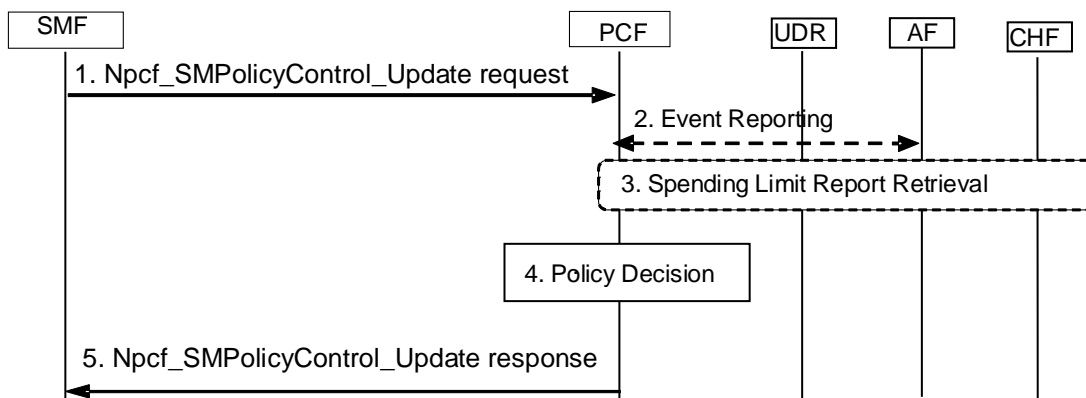 SMF
PCF
UDR
AF
CHF
1. Npcf_SMPolicyControl_Update request
2. Event Reporting
3. Spending Limit Report Retrieval
4. Policy Decision
5. Npcf_SMPolicyControl_Update response